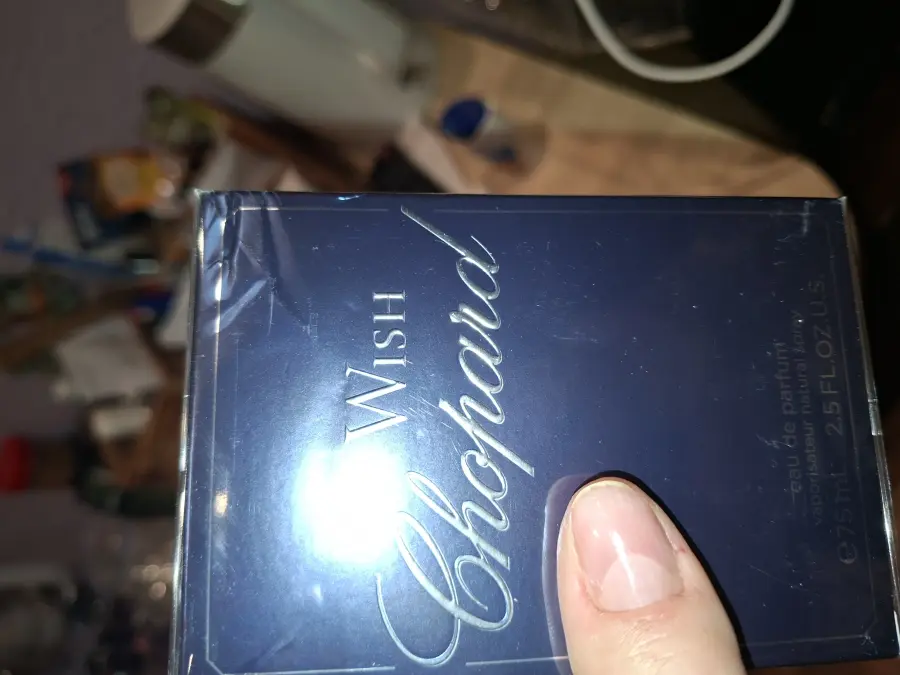 WISH
Chopard
eau de parfum
vaporisateur natural spray
℮75 ml 2.5 FL.OZ U.S